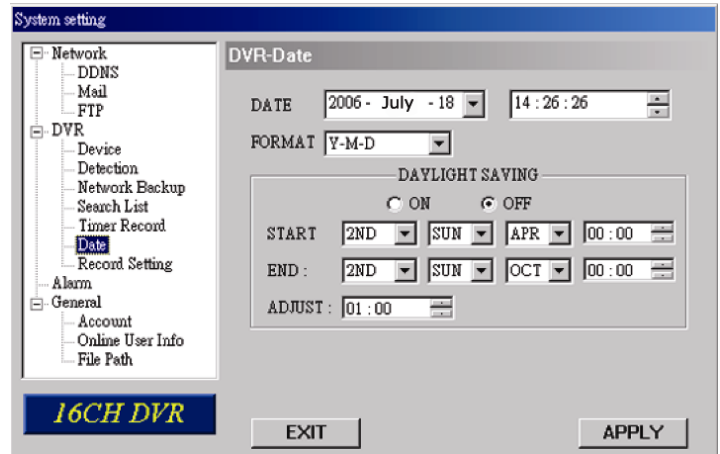 System setting
Network
DDNS
Mail
FTP
DVR
Device
Detection
Network Backup
Search List
Timer Record
Date
Record Setting
Alarm
General
Account
Online User Info
File Path
16CH DVR
DVR-Date
DATE 2006 - July - 18 14 : 26 : 26
FORMAT Y-M-D
DAYLIGHT SAVING
ON OFF
START 2ND SUN APR 00 : 00
END : 2ND SUN OCT 00 : 00
ADJUST : 01 : 00
EXIT APPLY